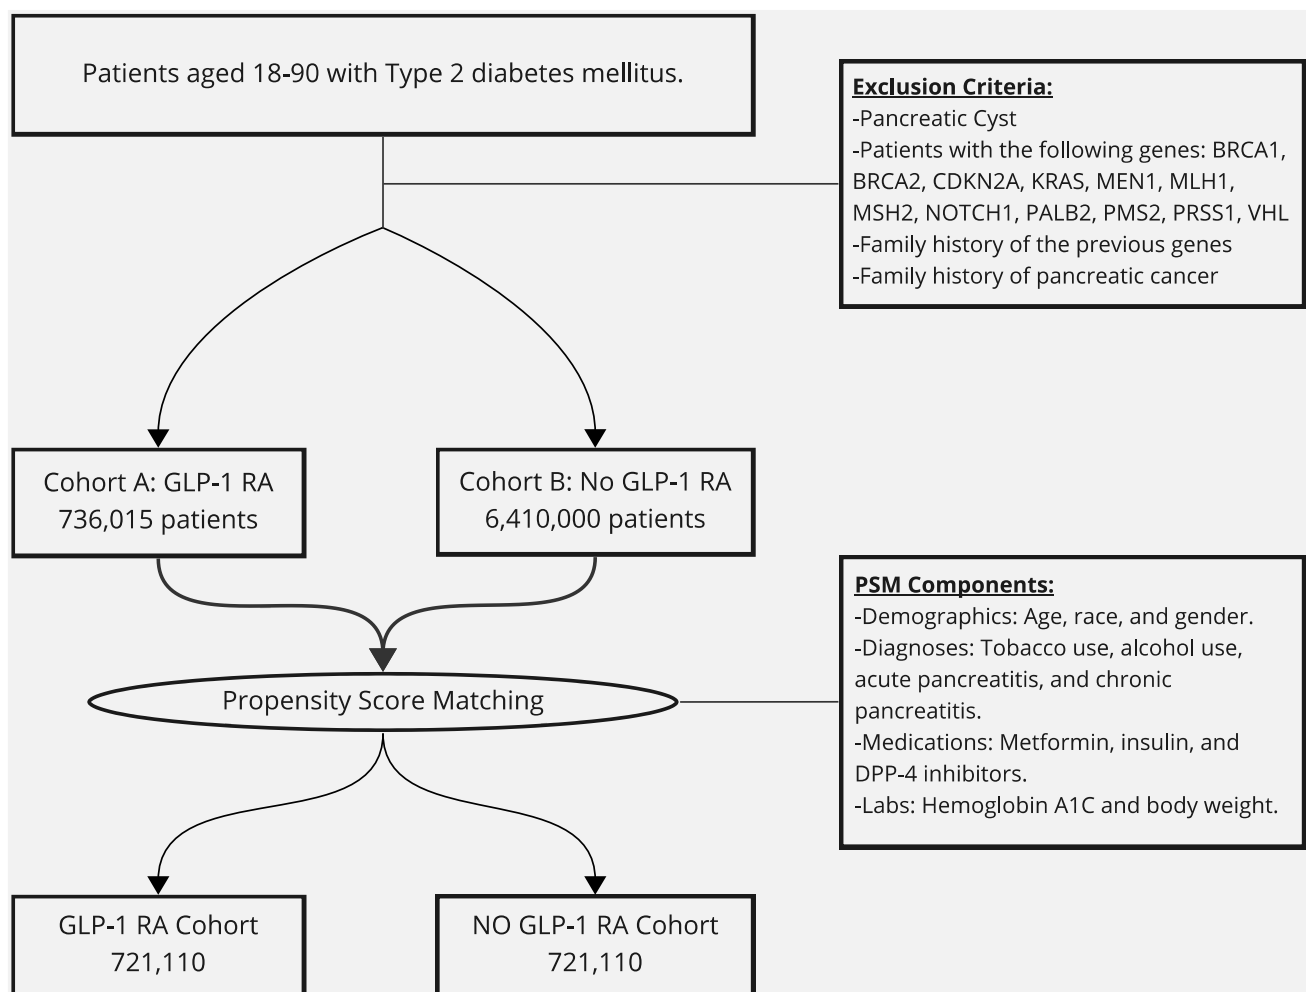 Patients aged 18-90 with Type 2 diabetes mellitus.
Exclusion Criteria:
-Pancreatic Cyst
-Patients with the following genes: BRCA1,
BRCA2, CDKN2A, KRAS, MEN1, MLH1,
MSH2, NOTCH1, PALB2, PMS2, PRSS1, VHL
-Family history of the previous genes
-Family history of pancreatic cancer
Cohort A: GLP-1 RA
736,015 patients
Cohort B: No GLP-1 RA
6,410,000 patients
Propensity Score Matching
PSM Components:
-Demographics: Age, race, and gender.
-Diagnoses: Tobacco use, alcohol use,
acute pancreatitis, and chronic
pancreatitis.
-Medications: Metformin, insulin, and
DPP-4 inhibitors.
-Labs: Hemoglobin A1C and body weight.
GLP-1 RA Cohort
721,110
NO GLP-1 RA Cohort
721,110